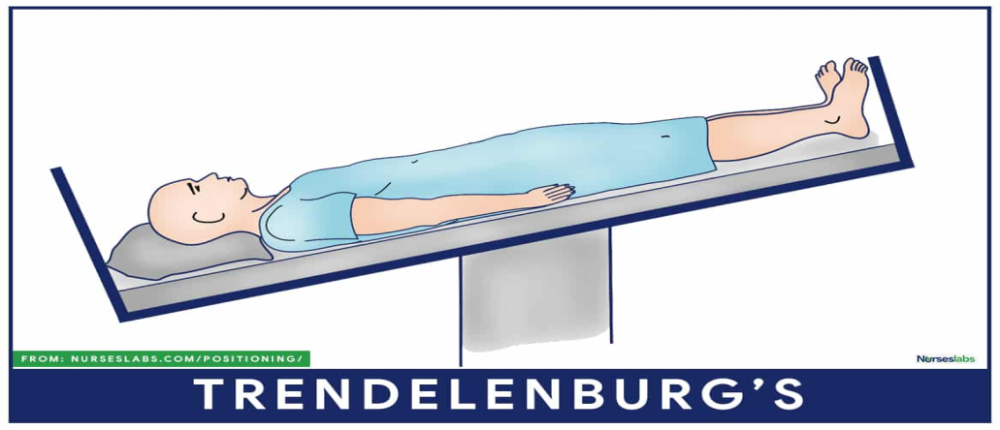 FROM: NURSESLABS.COM/POSITIONING/
Nurseslabs
TRENDELENBURG'S